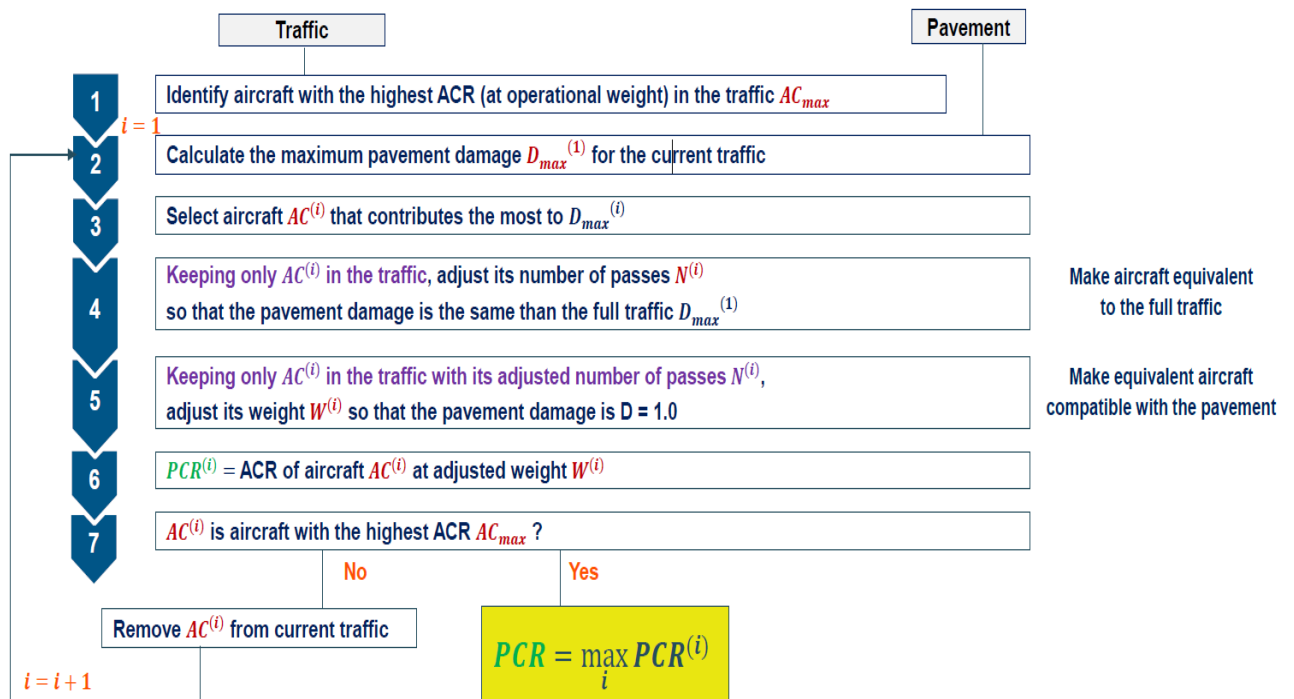 Traffic
Pavement
1
Identify aircraft with the highest ACR (at operational weight) in the traffic AC_max
i = 1
2
Calculate the maximum pavement damage D_max^(1) for the current traffic
3
Select aircraft AC^(i) that contributes the most to D_max^(i)
4
Keeping only AC^(i) in the traffic, adjust its number of passes N^(i)
so that the pavement damage is the same than the full traffic D_max^(1)
Make aircraft equivalent
to the full traffic
5
Keeping only AC^(i) in the traffic with its adjusted number of passes N^(i),
adjust its weight W^(i) so that the pavement damage is D = 1.0
Make equivalent aircraft
compatible with the pavement
6
PCR^(i) = ACR of aircraft AC^(i) at adjusted weight W^(i)
7
AC^(i) is aircraft with the highest ACR AC_max ?
No
Yes
Remove AC^(i) from current traffic
PCR = max_i PCR^(i)
i = i + 1